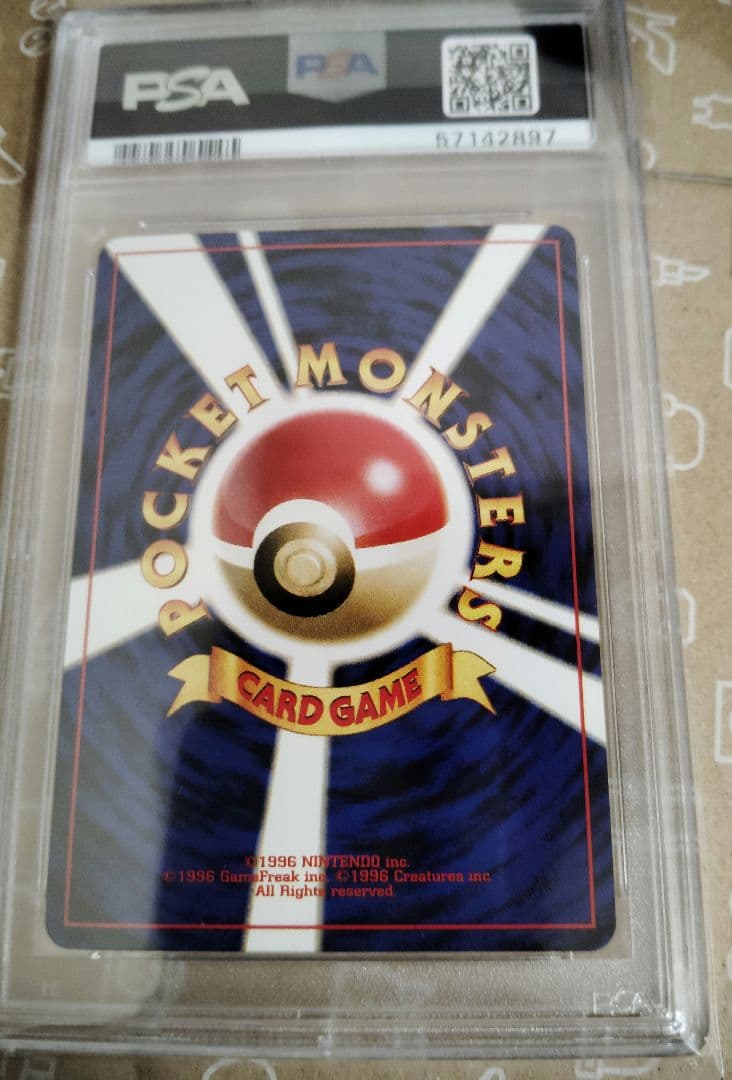 PSA
PSA
57142897
POCKET MONSTERS
CARD GAME
©1996 NINTENDO inc.
©1996 GameFreak inc. ©1996 Creatures inc.
All Rights reserved.